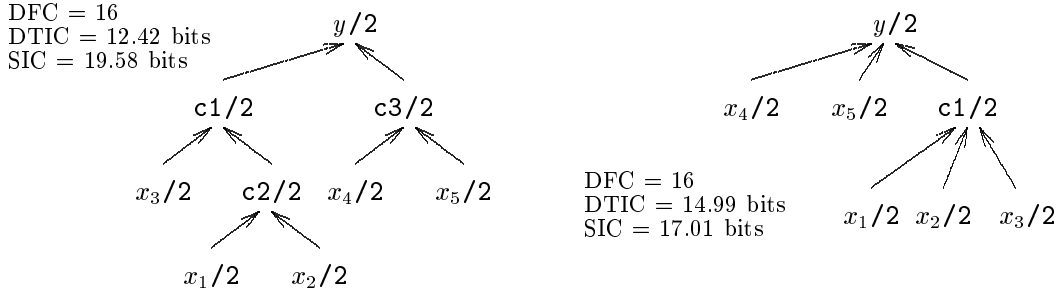 DFC = 16
DTIC = 12.42 bits
SIC = 19.58 bits
y/2
c1/2 c3/2
x₃/2 c2/2 x₄/2 x₅/2
x₁/2 x₂/2
y/2
x₄/2 x₅/2 c1/2
DFC = 16
DTIC = 14.99 bits
SIC = 17.01 bits
x₁/2 x₂/2 x₃/2